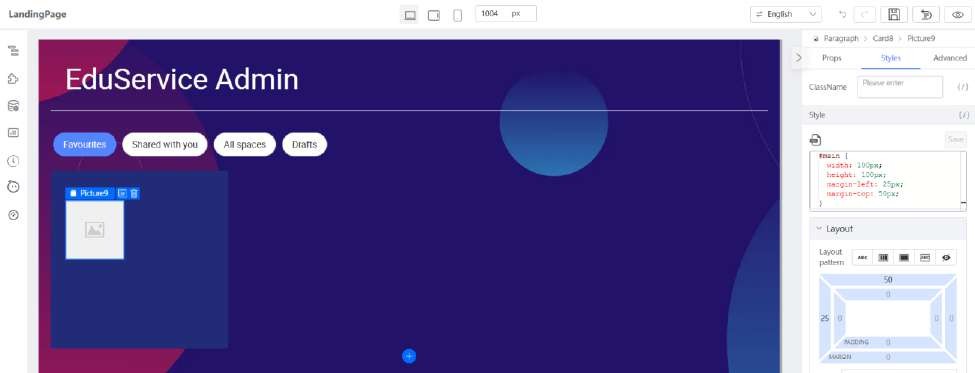 LandingPage
1004 px
English
Paragraph > Card8 > Picture9
Props Styles Advanced
ClassName Please enter {/}
Style {/}
Save
EduService Admin
Favourites Shared with you All spaces Drafts
Picture9
#main {
width: 100px;
height: 100px;
margin-left: 25px;
margin-top: 50px;
}
Layout
Layout
pattern
50
0
25 0 0 0
PADDING 0
MARGIN 0